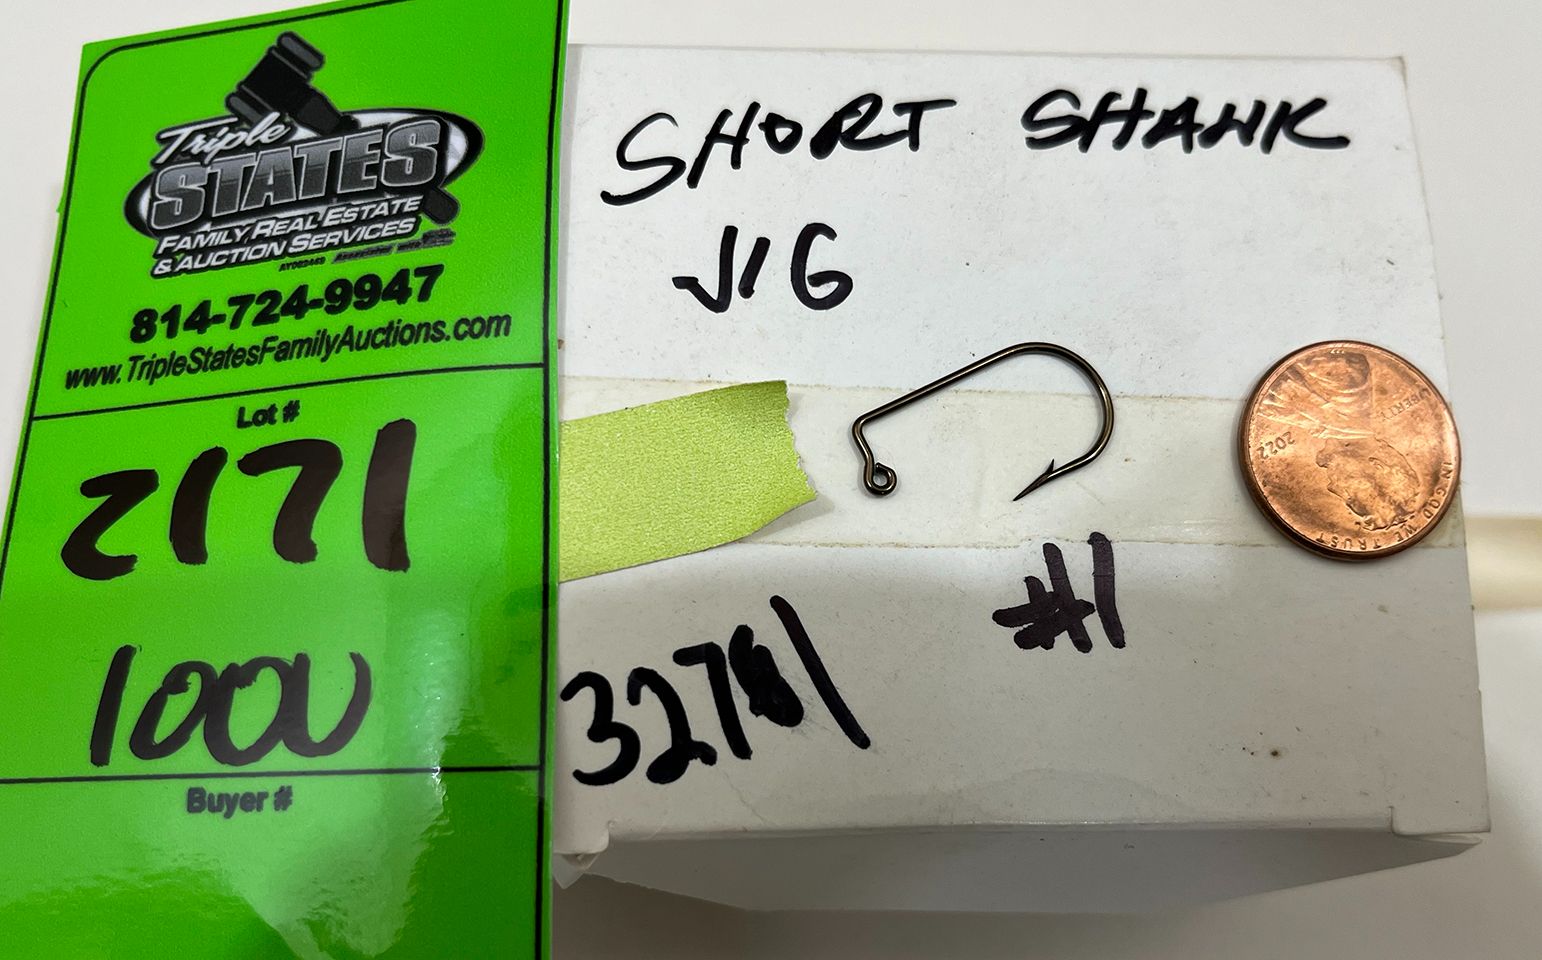 Triple
STATES
FAMILY REAL ESTATE
& AUCTION SERVICES
814-724-9947
www.TripleStatesFamilyAuctions.com
Lot #
2171
1000
Buyer #
SHORT SHANK
JIG
#1
32781
LIBERTY
2022
IN GOD WE TRUST